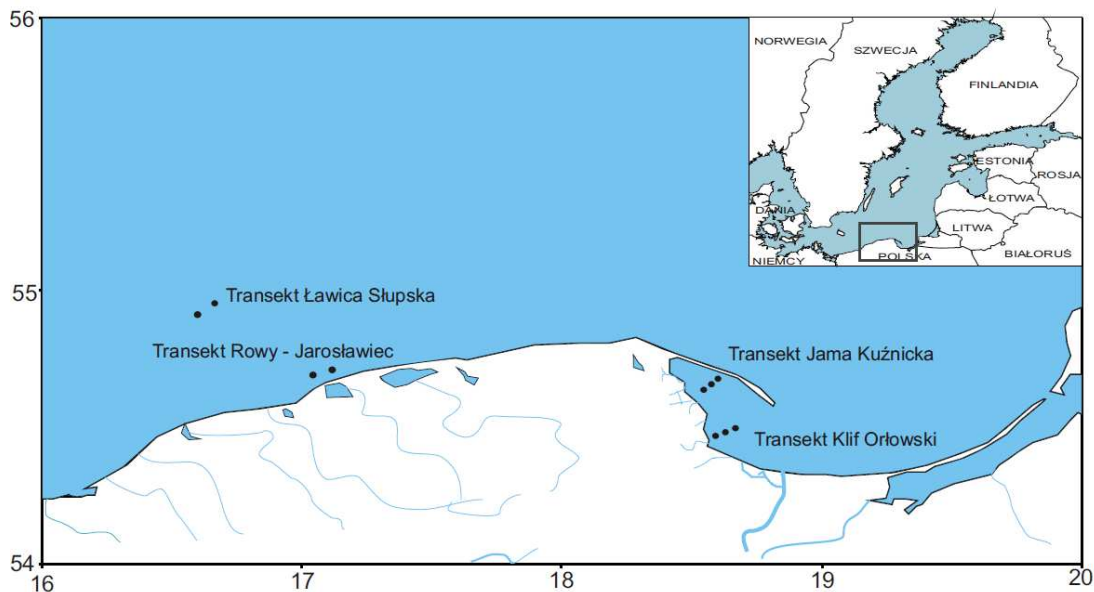 56
NORWEGIA
SZWECJA
FINLANDIA
ESTONIA
ROSJA
ŁOTWA
DANIA
LITWA
BIAŁORUŚ
NIEMCY
POLSKA
55
Transekt Ławica Słupska
Transekt Rowy - Jarosławiec
Transekt Jama Kuźnicka
Transekt Klif Orłowski
54
16
17
18
19
20